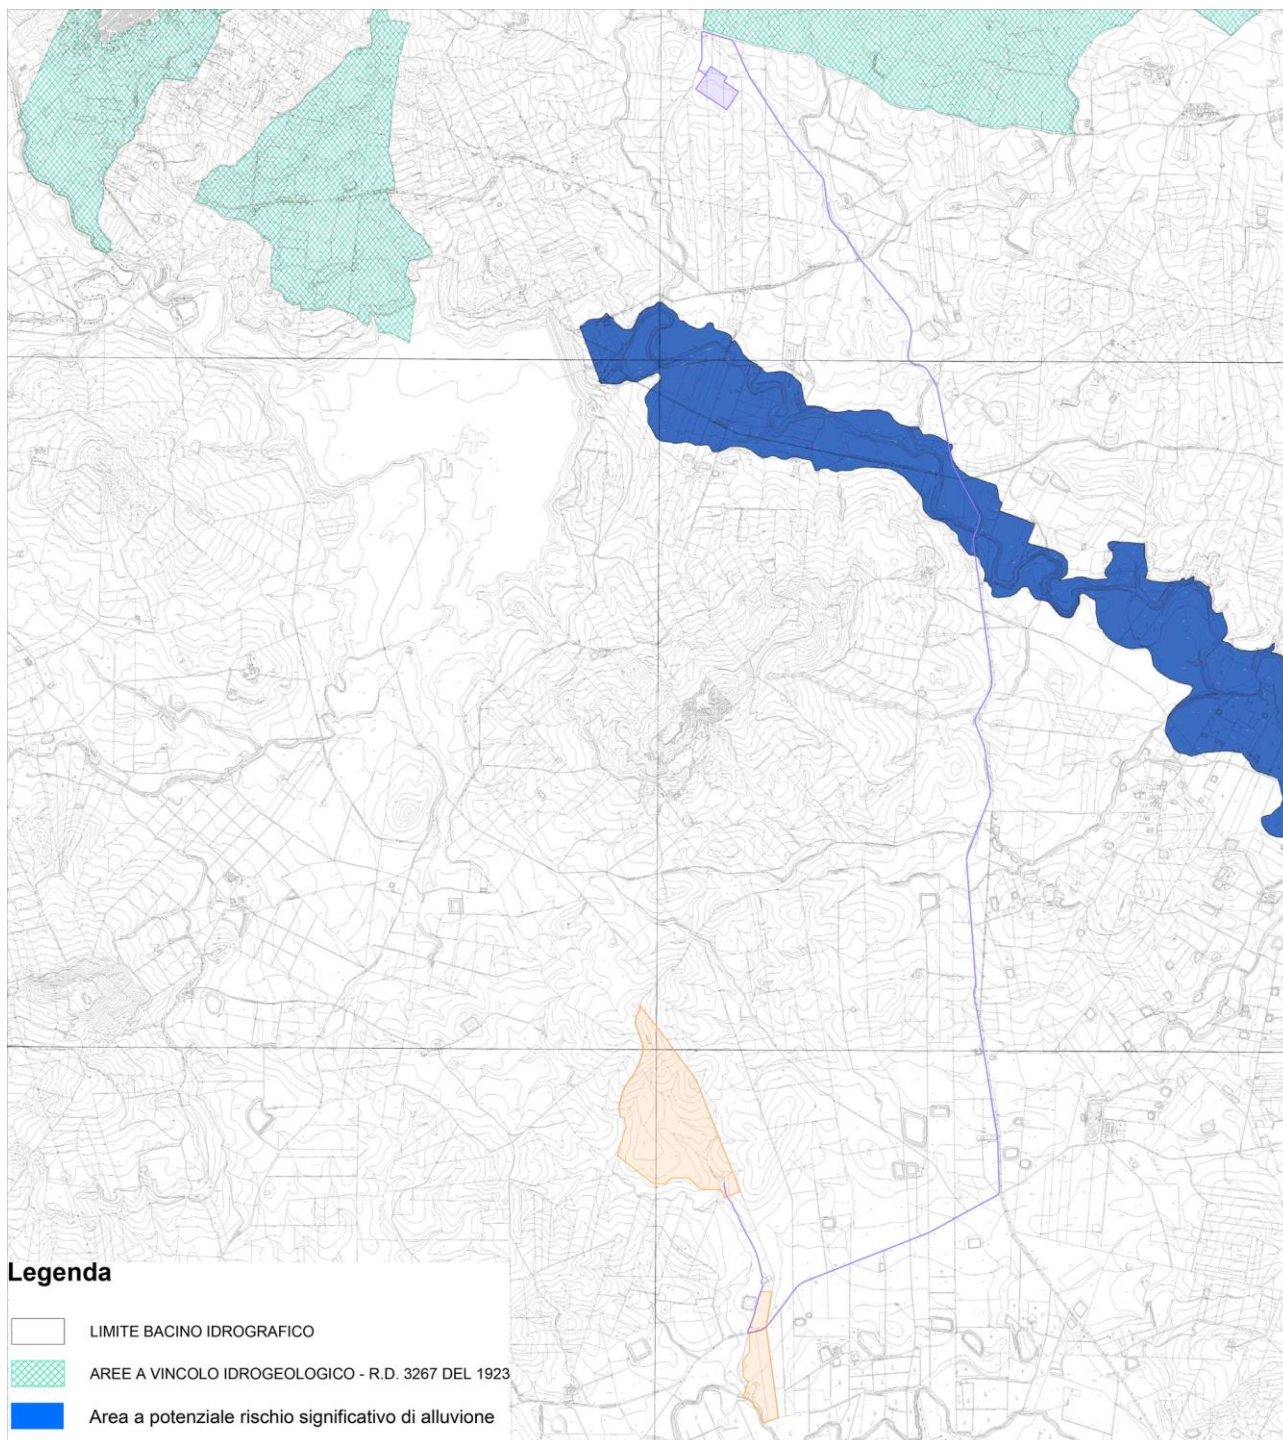 Legenda
LIMITE BACINO IDROGRAFICO
AREE A VINCOLO IDROGEOLOGICO - R.D. 3267 DEL 1923
Area a potenziale rischio significativo di alluvione